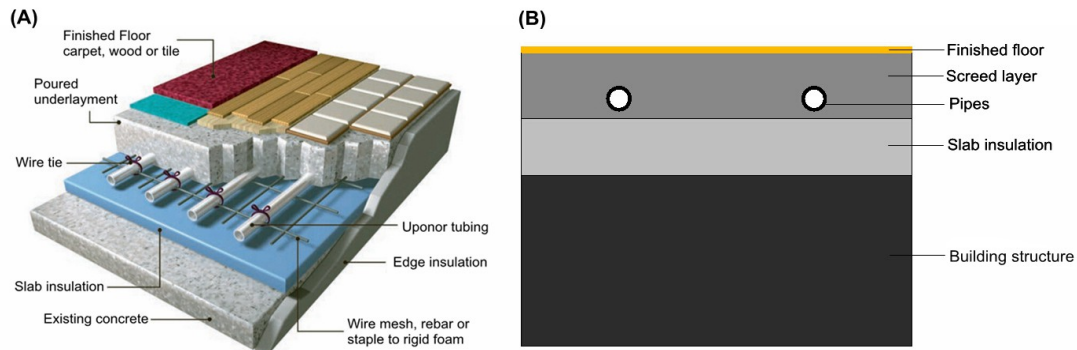 (A)
Finished Floor
carpet, wood or tile
Poured
underlayment
Wire tie
Slab insulation
Existing concrete
Uponor tubing
Edge insulation
Wire mesh, rebar or
staple to rigid foam
(B)
Finished floor
Screed layer
Pipes
Slab insulation
Building structure